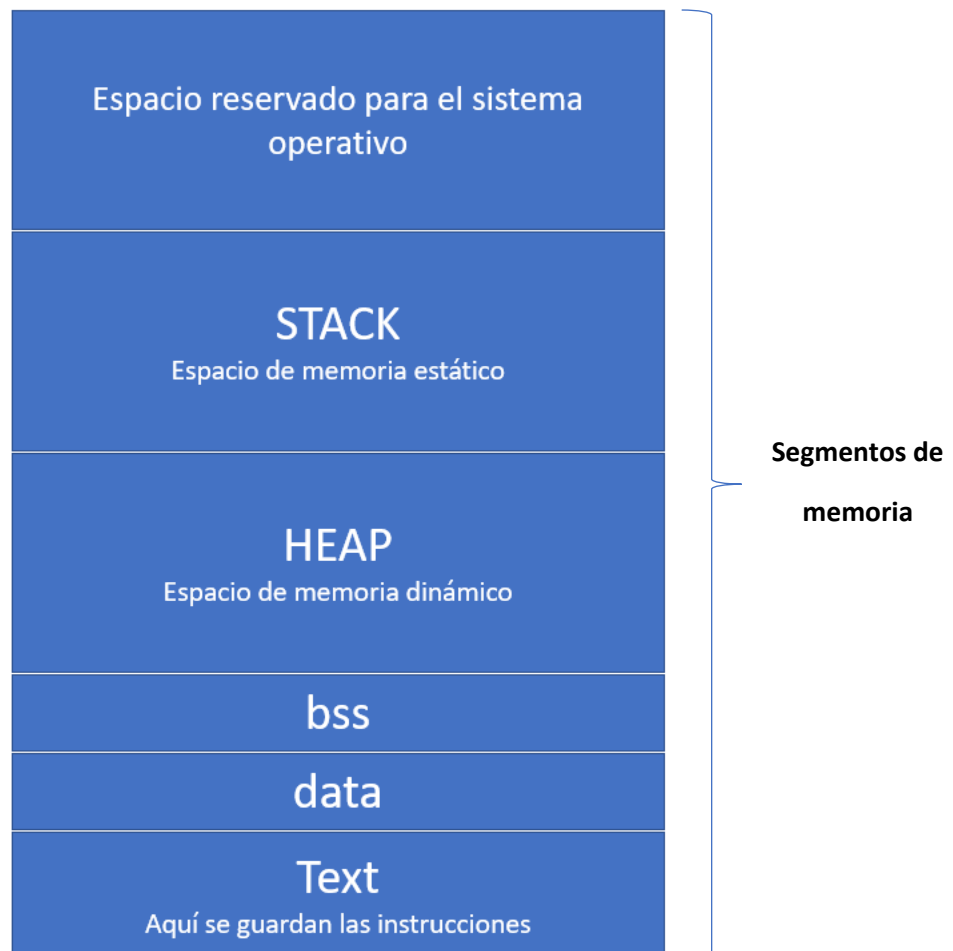 Espacio reservado para el sistema
operativo
STACK
Espacio de memoria estático
HEAP
Espacio de memoria dinámico
bss
data
Text
Aquí se guardan las instrucciones
Segmentos de
memoria